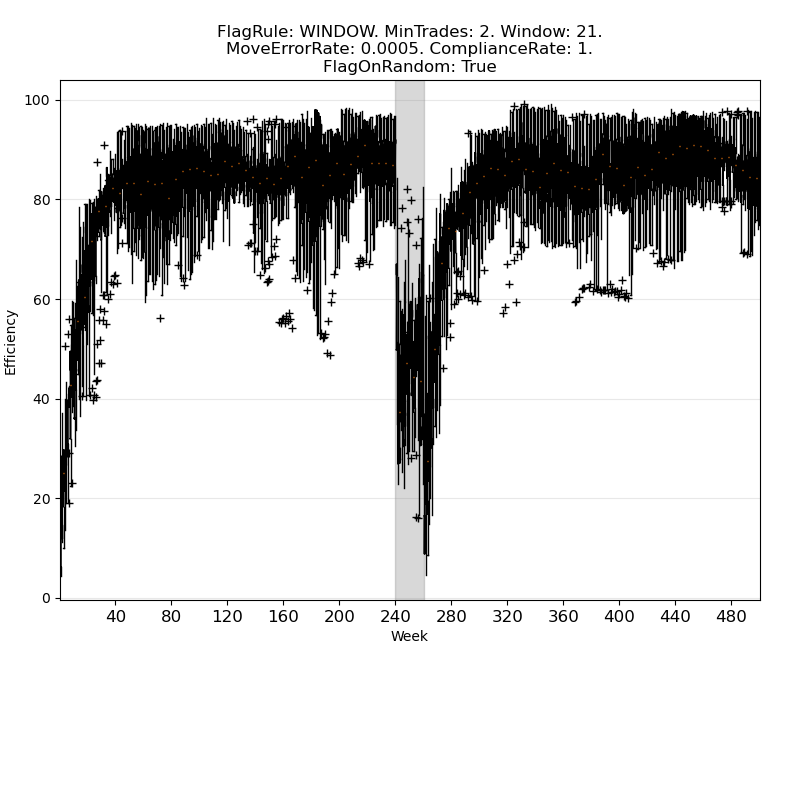 FlagRule: WINDOW. MinTrades: 2. Window: 21.
MoveErrorRate: 0.0005. ComplianceRate: 1.
FlagOnRandom: True
100
80
60
40
20
0
Efficiency
40 80 120 160 200 240 280 320 360 400 440 480
Week